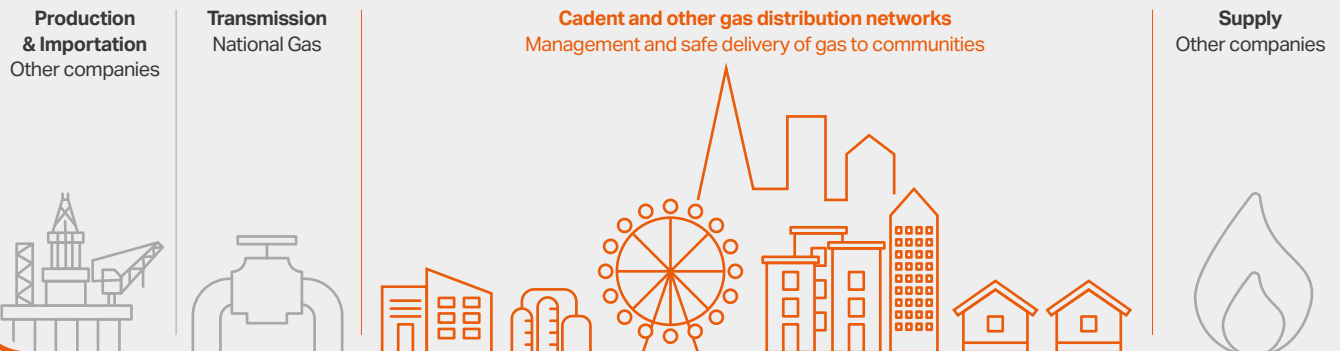 Production
& Importation
Other companies
Transmission
National Gas
Cadent and other gas distribution networks
Management and safe delivery of gas to communities
Supply
Other companies